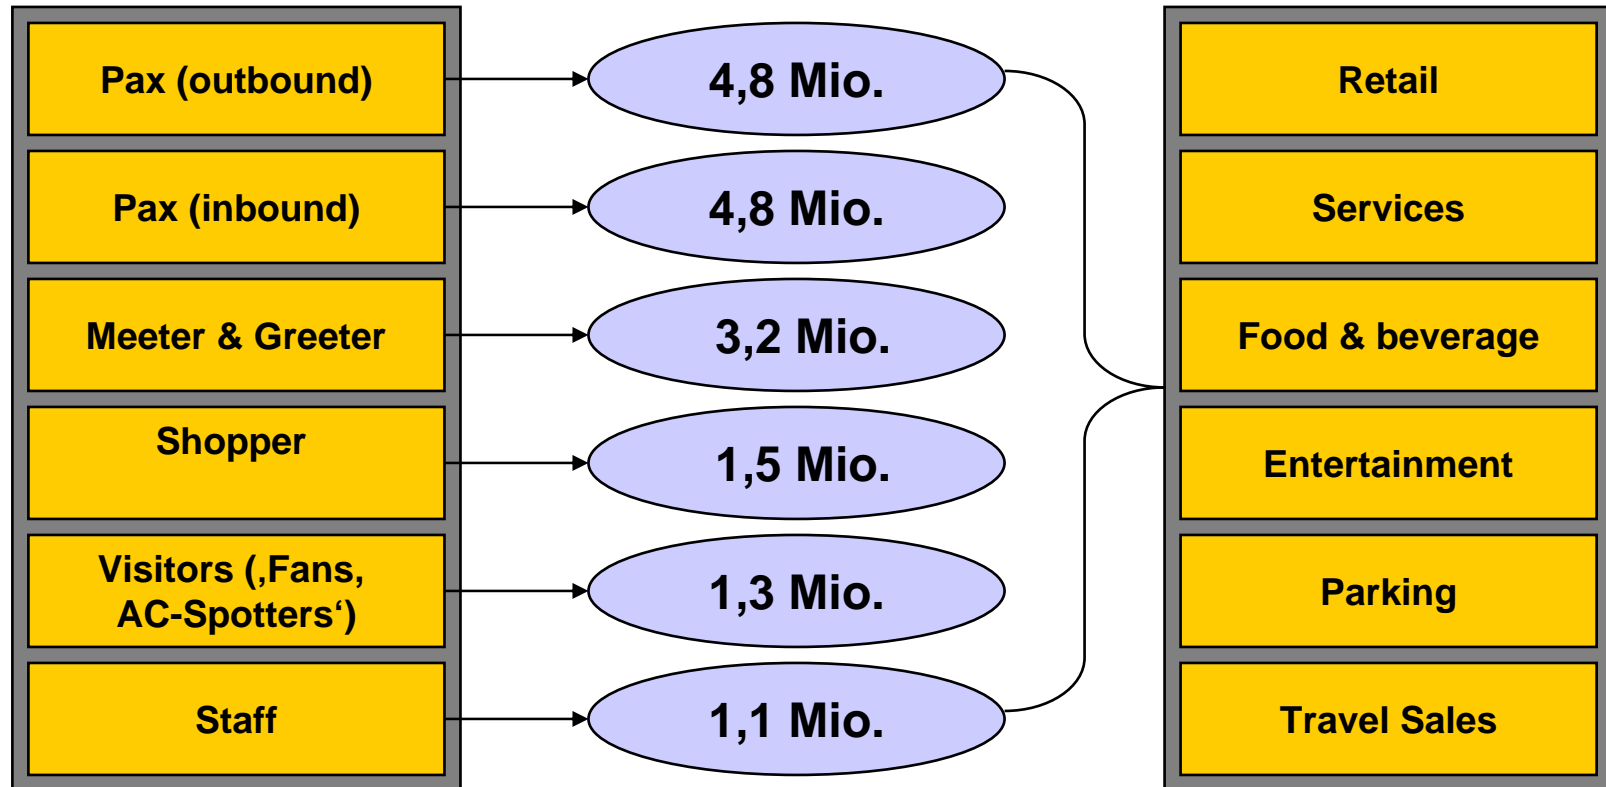 Pax (outbound)
4,8 Mio.
Retail
Pax (inbound)
4,8 Mio.
Services
Meeter & Greeter
3,2 Mio.
Food & beverage
Shopper
1,5 Mio.
Entertainment
Visitors (‚Fans,
AC-Spotters‘)
1,3 Mio.
Parking
Staff
1,1 Mio.
Travel Sales